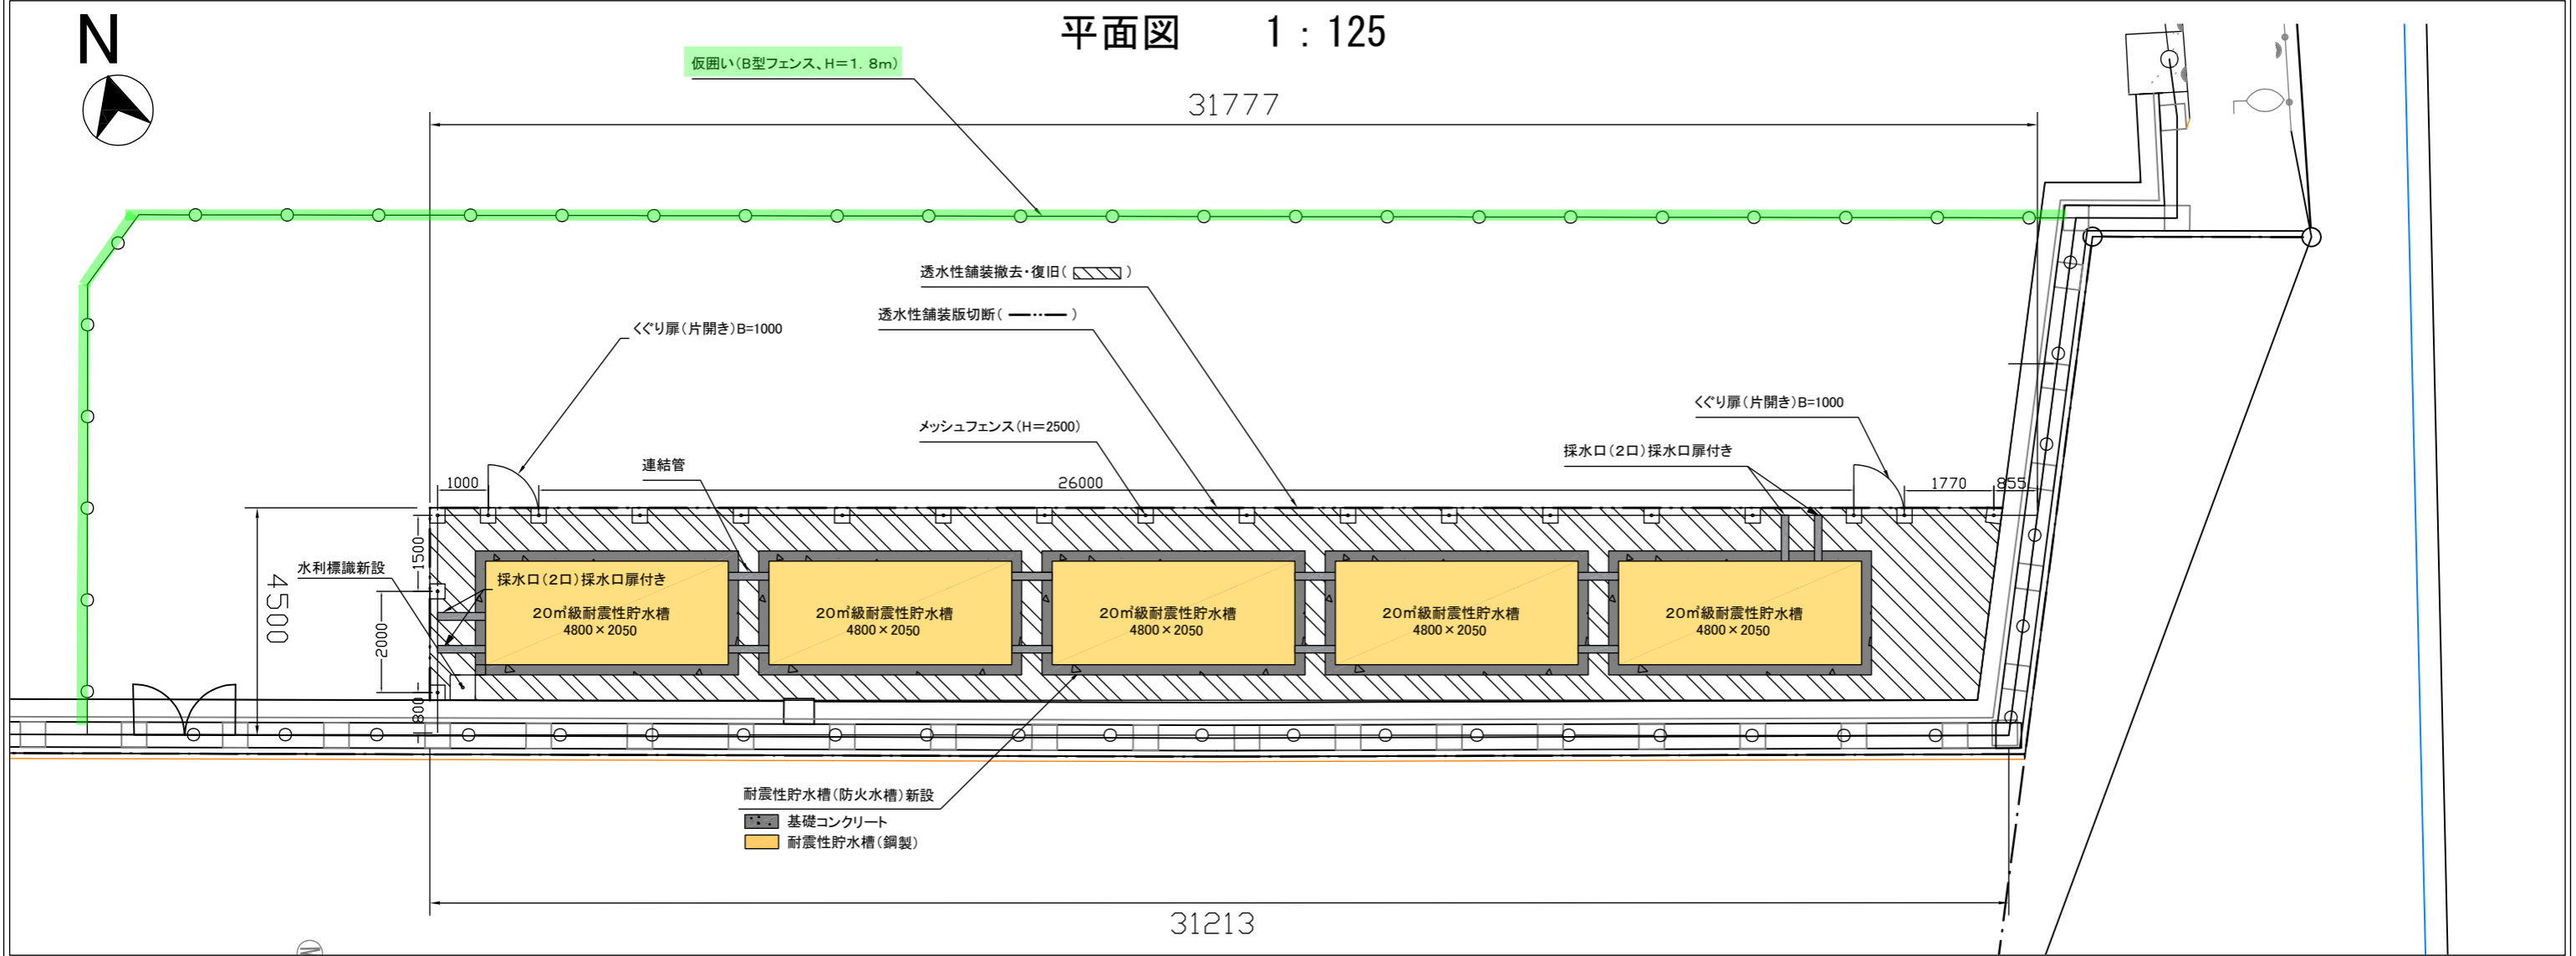 平面図 1：125
N
仮囲い(B型フェンス、H＝1．8m)
31777
透水性舗装撤去・復旧( )
透水性舗装版切断( )
くぐり扉(片開き)B=1000
くぐり扉(片開き)B=1000
メッシュフェンス(H＝2500)
採水口(2口)採水口扉付き
連結管
1000
26000
1770
855
1500
水利標識新設
4500
2000
800
採水口(2口)採水口扉付き
20㎥級耐震性貯水槽
4800×2050
20㎥級耐震性貯水槽
4800×2050
20㎥級耐震性貯水槽
4800×2050
20㎥級耐震性貯水槽
4800×2050
20㎥級耐震性貯水槽
4800×2050
耐震性貯水槽(防火水槽)新設
基礎コンクリート
耐震性貯水槽(鋼製)
31213
M